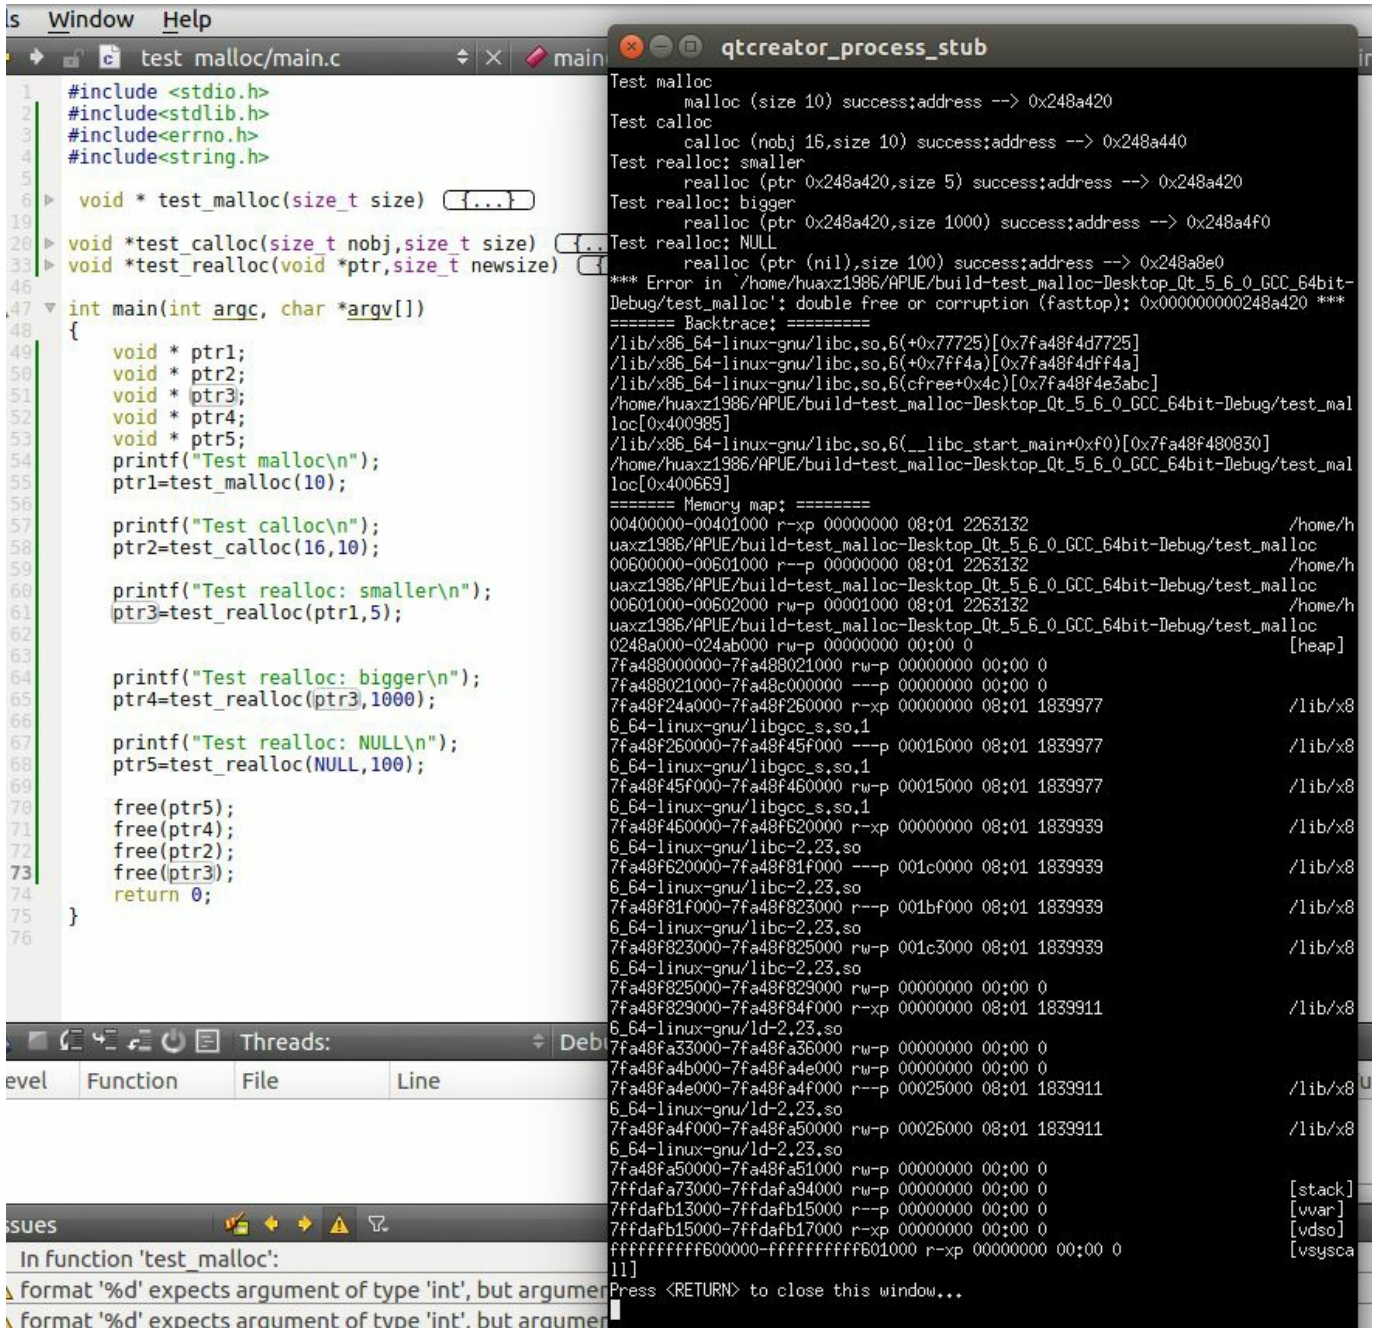 ls Window Help
test_malloc/main.c
main
1 #include <stdio.h>
2 #include<stdlib.h>
3 #include<errno.h>
4 #include<string.h>
5
6 void * test_malloc(size_t size) {...}
19
20 void *test_calloc(size_t nobj,size_t size) {..
33 void *test_realloc(void *ptr,size_t newsize) {
46
47 int main(int argc, char *argv[])
48 {
49 void * ptr1;
50 void * ptr2;
51 void * ptr3;
52 void * ptr4;
53 void * ptr5;
54 printf("Test malloc\n");
55 ptr1=test_malloc(10);
56
57 printf("Test calloc\n");
58 ptr2=test_calloc(16,10);
59
60 printf("Test realloc: smaller\n");
61 ptr3=test_realloc(ptr1,5);
62
63
64 printf("Test realloc: bigger\n");
65 ptr4=test_realloc(ptr3,1000);
66
67 printf("Test realloc: NULL\n");
68 ptr5=test_realloc(NULL,100);
69
70 free(ptr5);
71 free(ptr4);
72 free(ptr2);
73 free(ptr3);
74 return 0;
75 }
76
Threads:
Debu
evel Function File Line
ssues
In function 'test_malloc':
format '%d' expects argument of type 'int', but argumer
format '%d' expects argument of type 'int', but argumer
qtcreator_process_stub
Test malloc
malloc (size 10) success:address --> 0x248a420
Test calloc
calloc (nobj 16,size 10) success:address --> 0x248a440
Test realloc: smaller
realloc (ptr 0x248a420,size 5) success:address --> 0x248a420
Test realloc: bigger
realloc (ptr 0x248a420,size 1000) success:address --> 0x248a4f0
Test realloc: NULL
realloc (ptr (nil),size 100) success:address --> 0x248a8e0
*** Error in `/home/huaxz1986/APUE/build-test_malloc-Desktop_Qt_5_6_0_GCC_64bit-
Debug/test_malloc': double free or corruption (fasttop): 0x000000000248a420 ***
======= Backtrace: =========
/lib/x86_64-linux-gnu/libc.so.6(+0x77725)[0x7fa48f4d7725]
/lib/x86_64-linux-gnu/libc.so.6(+0x7ff4a)[0x7fa48f4dff4a]
/lib/x86_64-linux-gnu/libc.so.6(cfree+0x4c)[0x7fa48f4e3abc]
/home/huaxz1986/APUE/build-test_malloc-Desktop_Qt_5_6_0_GCC_64bit-Debug/test_mal
loc[0x400985]
/lib/x86_64-linux-gnu/libc.so.6(__libc_start_main+0xf0)[0x7fa48f480830]
/home/huaxz1986/APUE/build-test_malloc-Desktop_Qt_5_6_0_GCC_64bit-Debug/test_mal
loc[0x400669]
======= Memory map: ========
00400000-00401000 r-xp 00000000 08:01 2263132 /home/h
uaxz1986/APUE/build-test_malloc-Desktop_Qt_5_6_0_GCC_64bit-Debug/test_malloc
00600000-00601000 r--p 00000000 08:01 2263132 /home/h
uaxz1986/APUE/build-test_malloc-Desktop_Qt_5_6_0_GCC_64bit-Debug/test_malloc
00601000-00602000 rw-p 00001000 08:01 2263132 /home/h
uaxz1986/APUE/build-test_malloc-Desktop_Qt_5_6_0_GCC_64bit-Debug/test_malloc
0248a000-024ab000 rw-p 00000000 00:00 0 [heap]
7fa488000000-7fa488021000 rw-p 00000000 00:00 0
7fa488021000-7fa48c000000 ---p 00000000 00:00 0
7fa48f24a000-7fa48f260000 r-xp 00000000 08:01 1839977 /lib/x8
6_64-linux-gnu/libgcc_s.so.1
7fa48f260000-7fa48f45f000 ---p 00016000 08:01 1839977 /lib/x8
6_64-linux-gnu/libgcc_s.so.1
7fa48f45f000-7fa48f460000 rw-p 00015000 08:01 1839977 /lib/x8
6_64-linux-gnu/libgcc_s.so.1
7fa48f460000-7fa48f620000 r-xp 00000000 08:01 1839939 /lib/x8
6_64-linux-gnu/libc-2.23.so
7fa48f620000-7fa48f81f000 ---p 001c0000 08:01 1839939 /lib/x8
6_64-linux-gnu/libc-2.23.so
7fa48f81f000-7fa48f823000 r--p 001bf000 08:01 1839939 /lib/x8
6_64-linux-gnu/libc-2.23.so
7fa48f823000-7fa48f825000 rw-p 001c3000 08:01 1839939 /lib/x8
6_64-linux-gnu/libc-2.23.so
7fa48f825000-7fa48f829000 rw-p 00000000 00:00 0
7fa48f829000-7fa48f84f000 r-xp 00000000 08:01 1839911 /lib/x8
6_64-linux-gnu/ld-2.23.so
7fa48fa33000-7fa48fa36000 rw-p 00000000 00:00 0
7fa48fa4b000-7fa48fa4e000 rw-p 00000000 00:00 0
7fa48fa4e000-7fa48fa4f000 r--p 00025000 08:01 1839911 /lib/x8
6_64-linux-gnu/ld-2.23.so
7fa48fa4f000-7fa48fa50000 rw-p 00026000 08:01 1839911 /lib/x8
6_64-linux-gnu/ld-2.23.so
7fa48fa50000-7fa48fa51000 rw-p 00000000 00:00 0
7ffdafa73000-7ffdafa94000 rw-p 00000000 00:00 0 [stack]
7ffdafb13000-7ffdafb15000 r--p 00000000 00:00 0 [vvar]
7ffdafb15000-7ffdafb17000 r-xp 00000000 00:00 0 [vdso]
ffffffffff600000-ffffffffff601000 r-xp 00000000 00:00 0 [vsysca
ll]
Press <RETURN> to close this window...